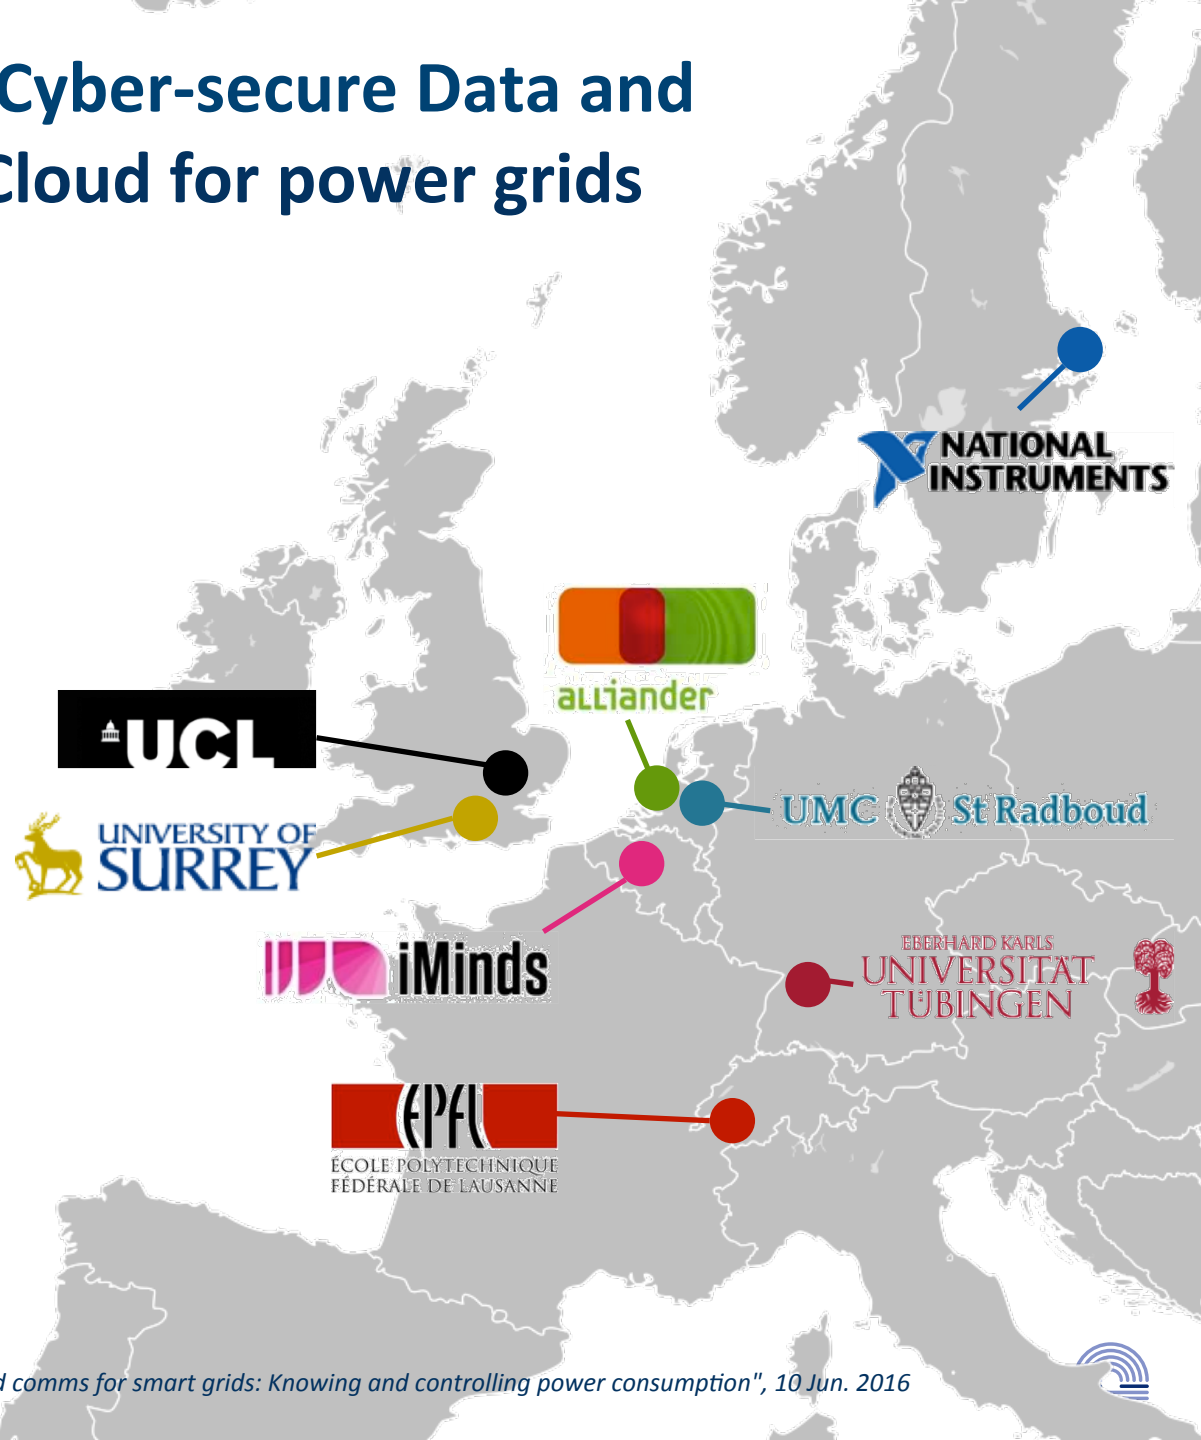 Cyber-secure Data and
Cloud for power grids
NATIONAL
INSTRUMENTS
alliander
UCL
UMC St Radboud
UNIVERSITY OF
SURREY
iMinds
EBERHARD KARLS
UNIVERSITÄT
TÜBINGEN
EPFL
ÉCOLE POLYTECHNIQUE
FÉDÉRALE DE LAUSANNE
d comms for smart grids: Knowing and controlling power consumption", 10 Jun. 2016